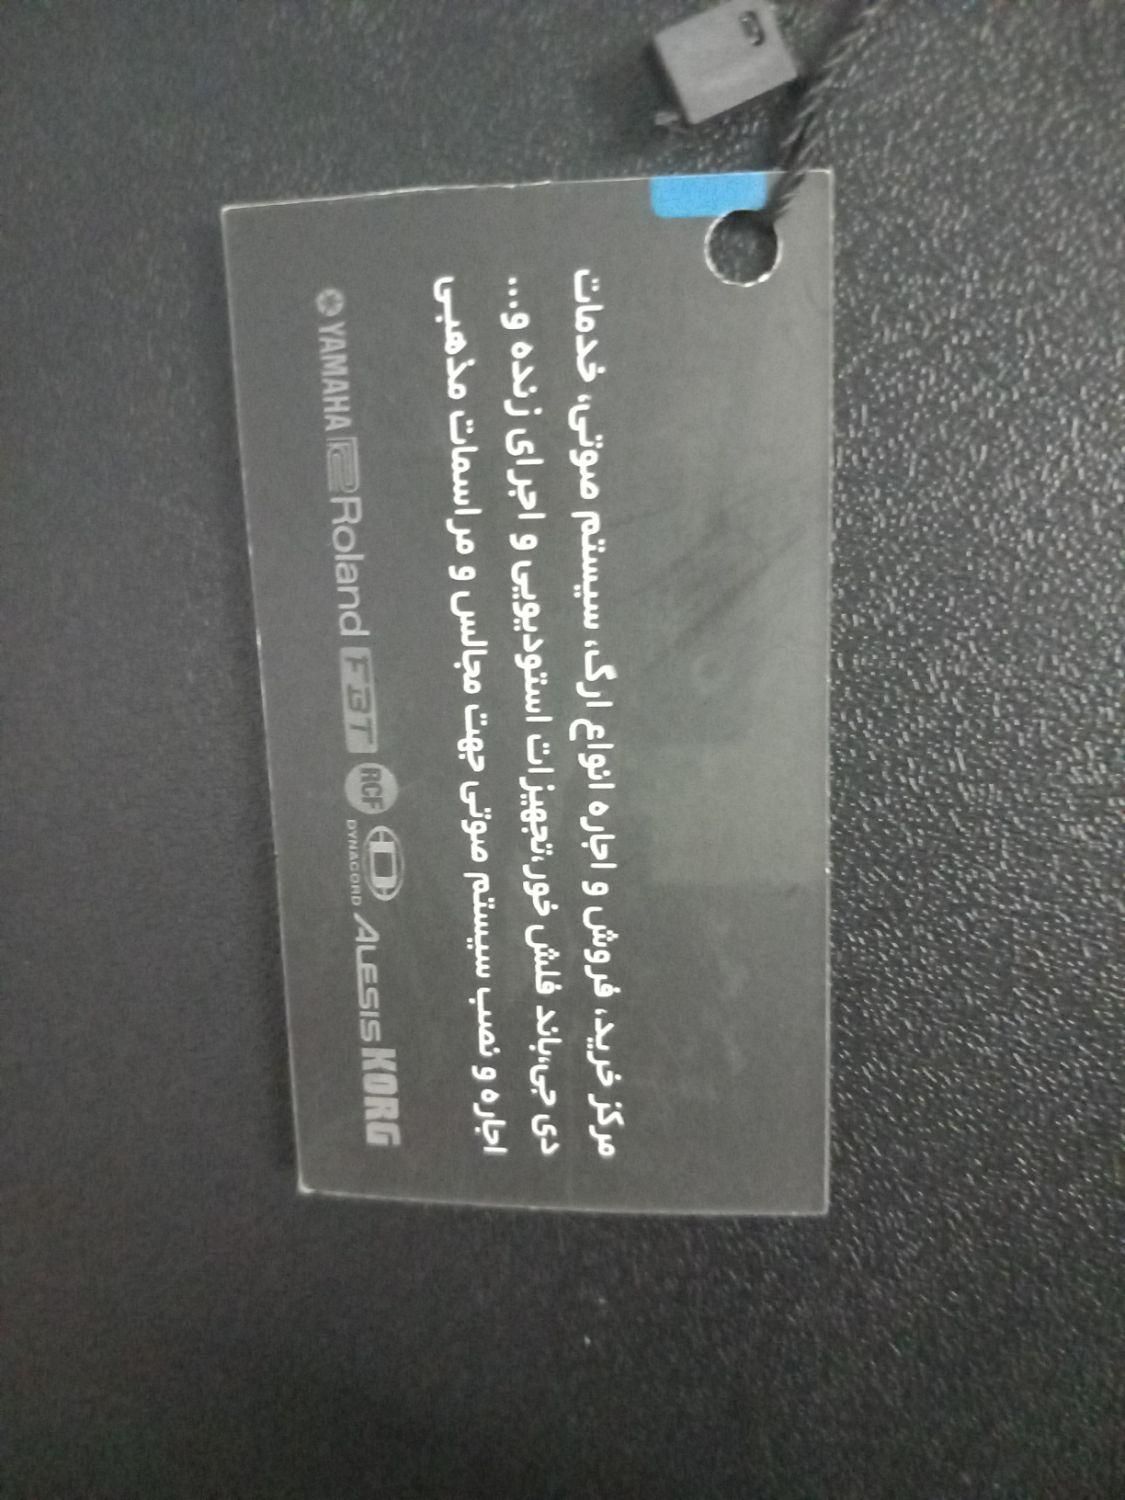 مرکز خرید، فروش و اجاره انواع ارگ، سیستم صوتی، خدمات
دی جی،باند فلش خور،تجهیزات استودیویی و اجرای زنده و...
اجاره و نصب سیستم صوتی جهت مجالس و مراسمات مذهبی
YAMAHA Roland FBT RCF DYNACORD ALESIS KORG